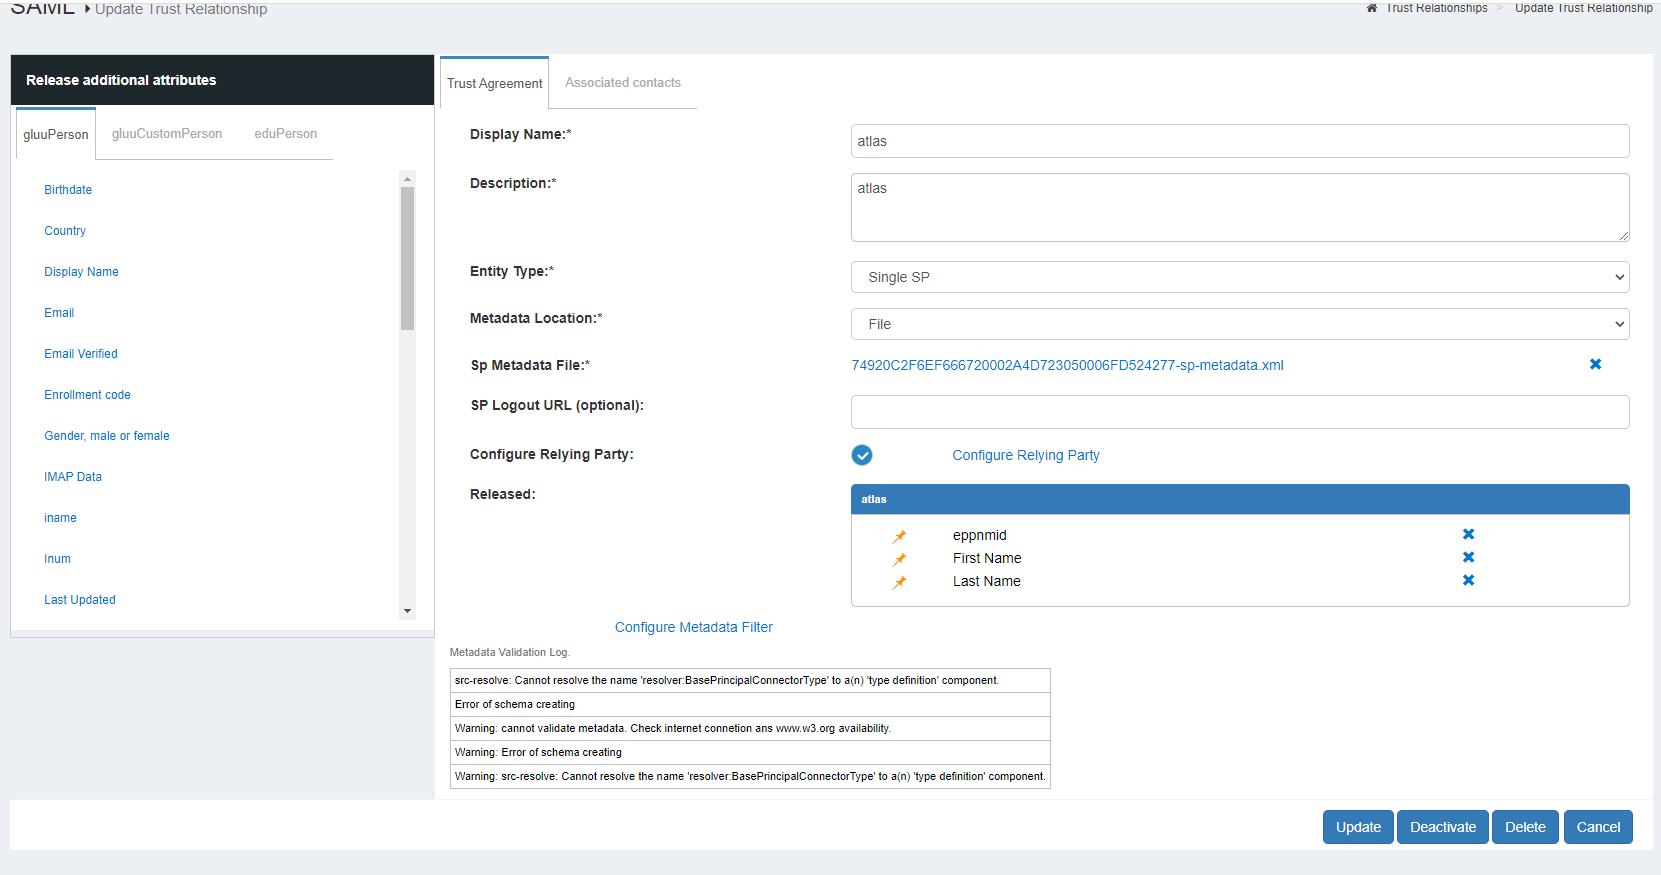 SAML Update Trust Relationship
Trust Relationships > Update Trust Relationship
Release additional attributes
gluuPerson gluuCustomPerson eduPerson
Birthdate
Country
Display Name
Email
Email Verified
Enrollment code
Gender, male or female
IMAP Data
iname
Inum
Last Updated
Trust Agreement Associated contacts
Display Name:* atlas
Description:* atlas
Entity Type:* Single SP
Metadata Location:* File
Sp Metadata File:* 74920C2F6EF666720002A4D723050006FD524277-sp-metadata.xml
SP Logout URL (optional):
Configure Relying Party: Configure Relying Party
Released: atlas
eppnmid
First Name
Last Name
Configure Metadata Filter
Metadata Validation Log.
src-resolve: Cannot resolve the name 'resolver:BasePrincipalConnectorType' to a(n) 'type definition' component.
Error of schema creating
Warning: cannot validate metadata. Check internet connetion ans www.w3.org availability.
Warning: Error of schema creating
Warning: src-resolve: Cannot resolve the name 'resolver:BasePrincipalConnectorType' to a(n) 'type definition' component.
Update Deactivate Delete Cancel